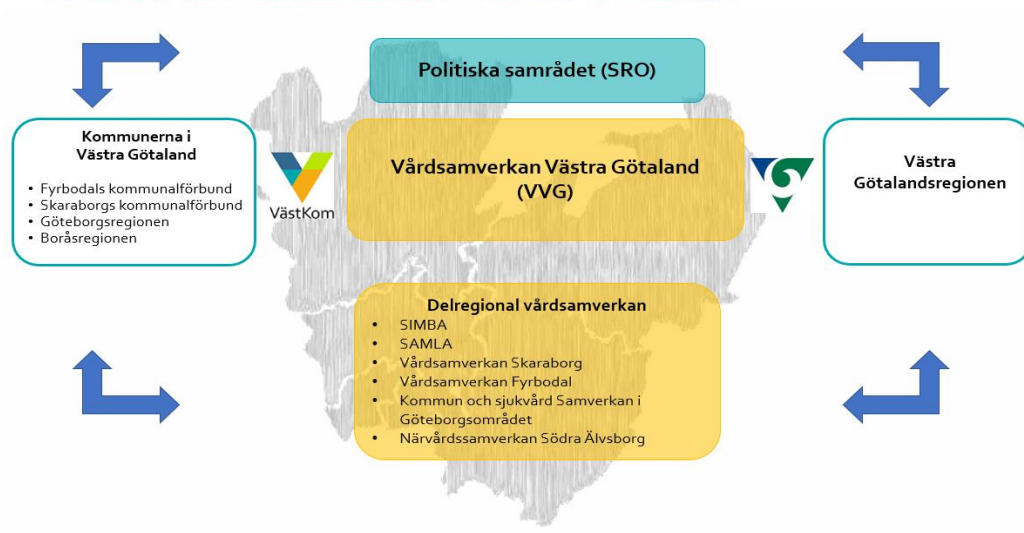 Politiska samrådet (SRO)
Kommunerna i
Västra Götaland
• Fyrbodals kommunalförbund
• Skaraborgs kommunalförbund
• Göteborgsregionen
• Boråsregionen
VästKom
Vårdsamverkan Västra Götaland
(VVG)
Västra
Götalandsregionen
Delregional vårdsamverkan
• SIMBA
• SAMLA
• Vårdsamverkan Skaraborg
• Vårdsamverkan Fyrbodal
• Kommun och sjukvård Samverkan i
Göteborgsområdet
• Närvårdssamverkan Södra Älvsborg